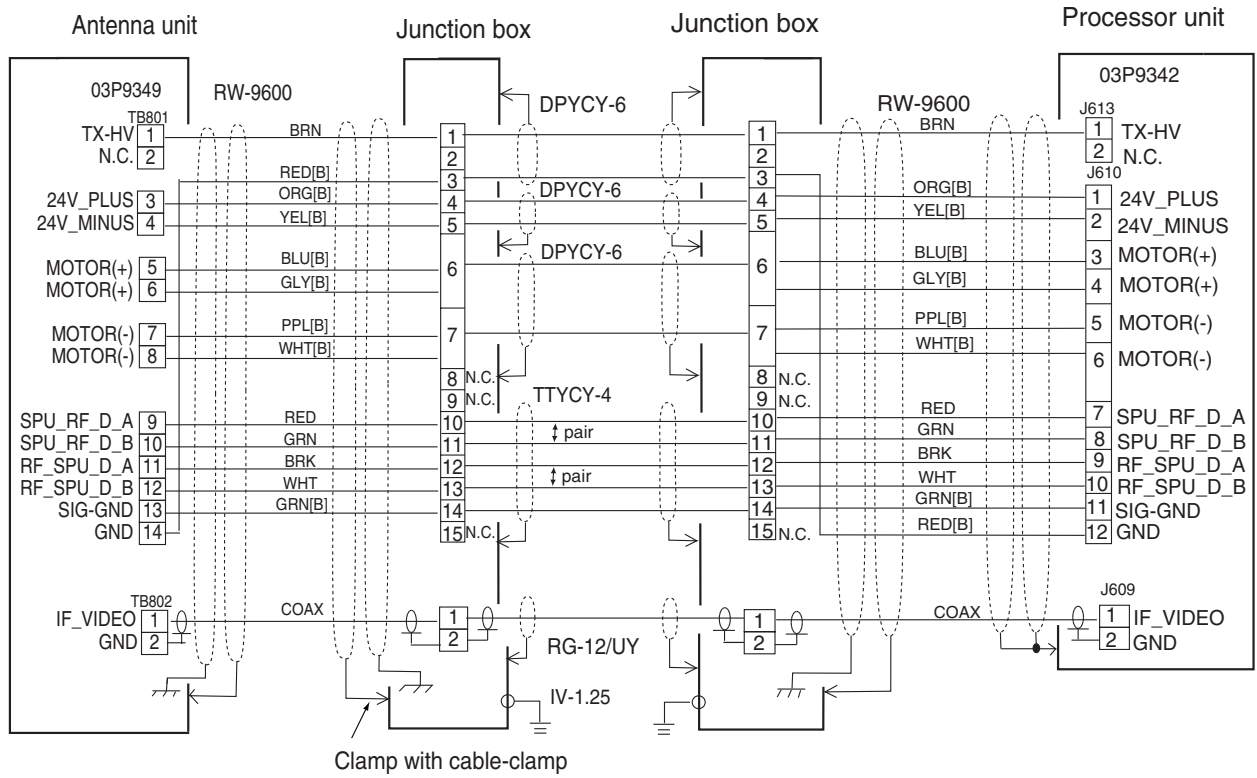 Antenna unit
Junction box
Junction box
Processor unit
03P9349
RW-9600
DPYCY-6
RW-9600
03P9342
TB801
J613
TX-HV 1 BRN 1 1 BRN 1 TX-HV
N.C. 2 2 2 2 N.C.
J610
RED[B] 3 DPYCY-6 3
24V_PLUS 3 ORG[B] 4 4 ORG[B] 1 24V_PLUS
24V_MINUS 4 YEL[B] 5 5 YEL[B] 2 24V_MINUS
DPYCY-6
MOTOR(+) 5 BLU[B] 6 6 BLU[B] 3 MOTOR(+)
MOTOR(+) 6 GLY[B] GLY[B] 4 MOTOR(+)
MOTOR(-) 7 PPL[B] 7 7 PPL[B] 5 MOTOR(-)
MOTOR(-) 8 WHT[B] WHT[B] 6 MOTOR(-)
8 N.C. 8 N.C.
9 N.C. TTYCY-4 9 N.C.
SPU_RF_D_A 9 RED 10 10 RED 7 SPU_RF_D_A
pair
SPU_RF_D_B 10 GRN 11 11 GRN 8 SPU_RF_D_B
RF_SPU_D_A 11 BRK 12 12 BRK 9 RF_SPU_D_A
pair
RF_SPU_D_B 12 WHT 13 13 WHT 10 RF_SPU_D_B
SIG-GND 13 GRN[B] 14 14 GRN[B] 11 SIG-GND
GND 14 15 N.C. 15 N.C. RED[B] 12 GND
TB802
J609
IF_VIDEO 1 COAX 1 1 COAX 1 IF_VIDEO
GND 2 2 2 2 GND
RG-12/UY
IV-1.25
Clamp with cable-clamp